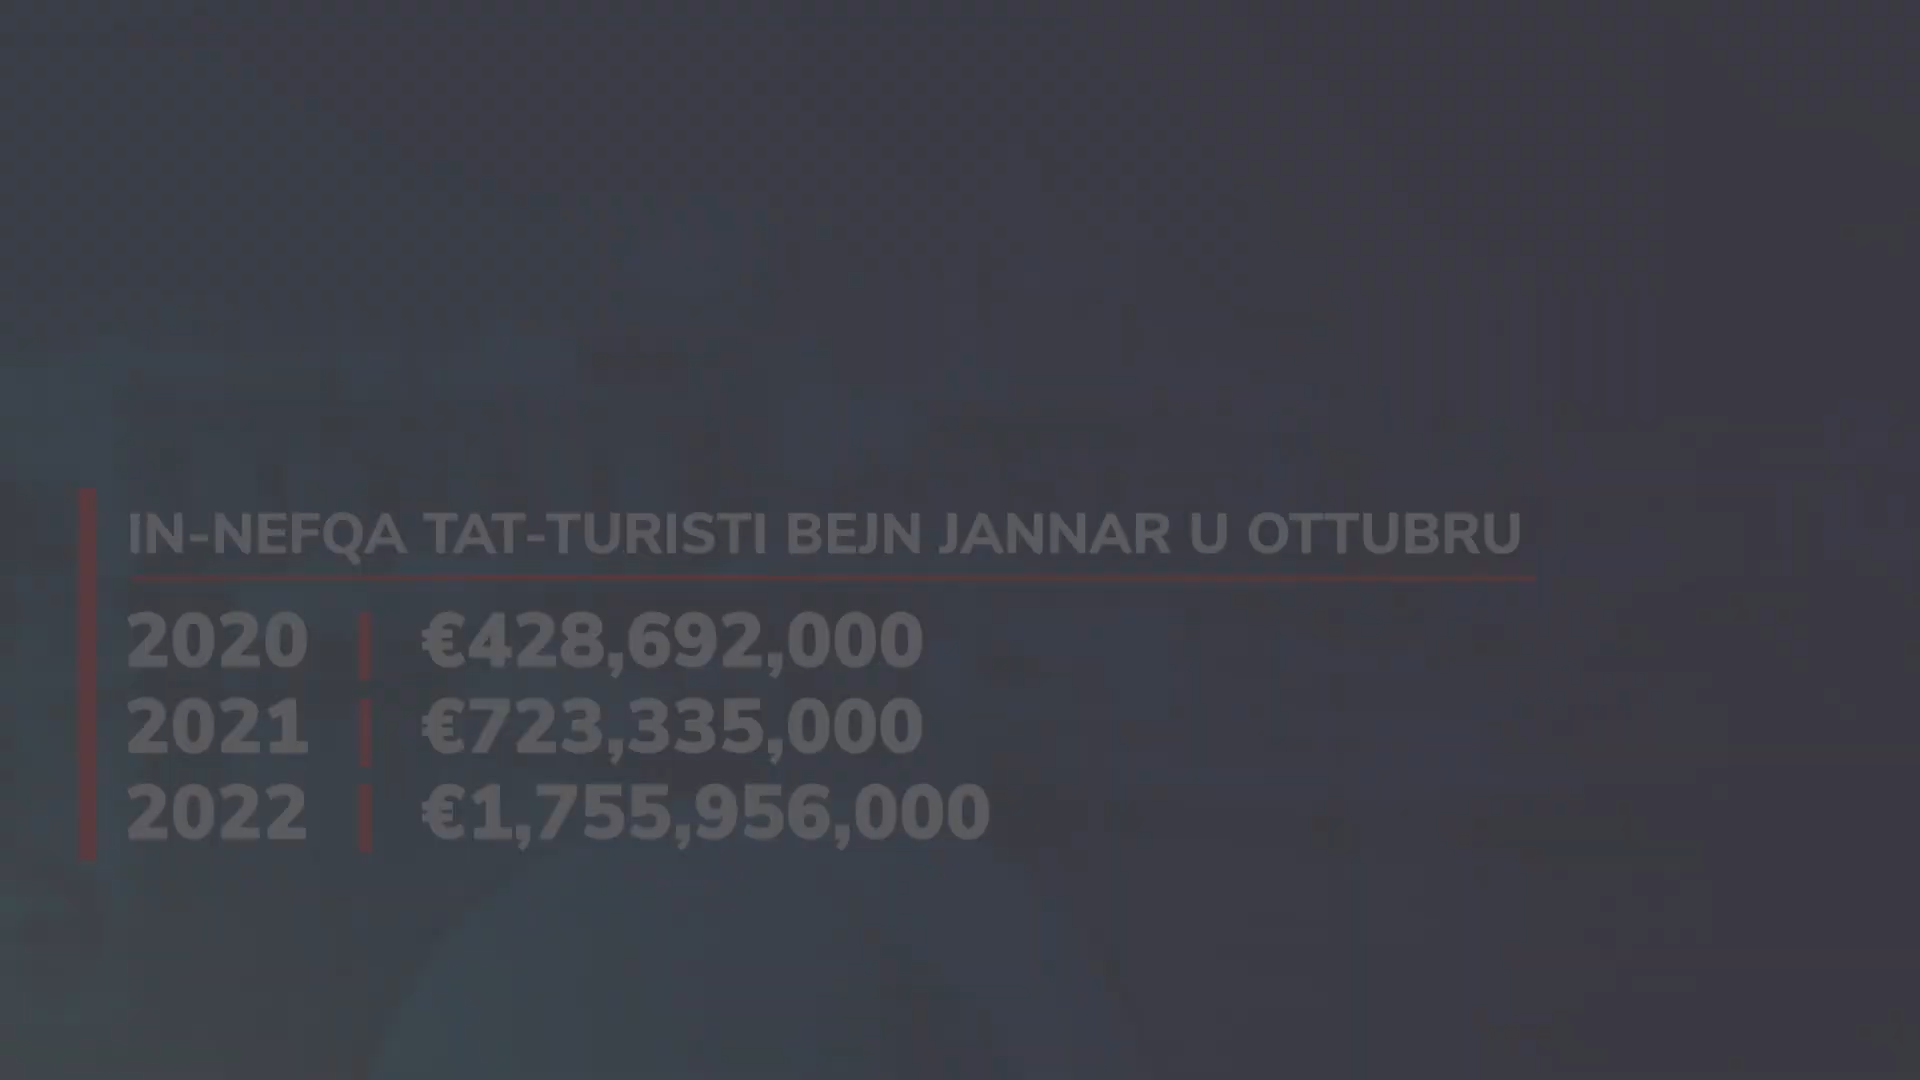 IN-NEFQA TAT-TURISTI BEJN JANNAR U OTTUBRU
2020 | €428,692,000
2021 | €723,335,000
2022 | €1,755,956,000